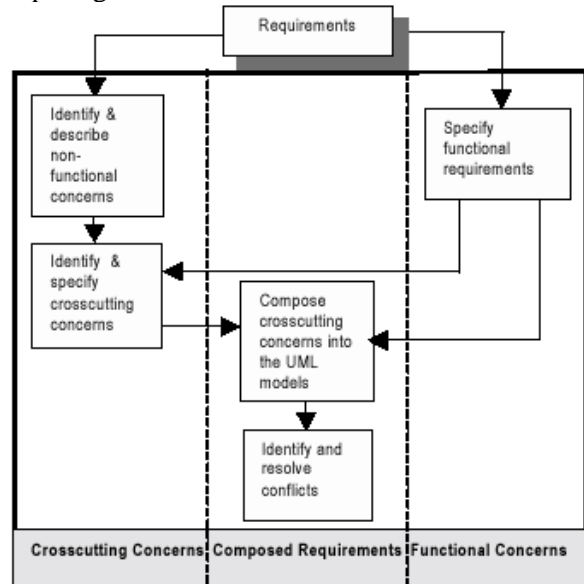 Requirements
Identify &
describe
non-
functional
concerns
Specify
functional
requirements
Identify &
specify
crosscutting
concerns
Compose
crosscutting
concerns into
the UML
models
Identify and
resolve
conflicts
Crosscutting Concerns
Composed Requirements
Functional Concerns